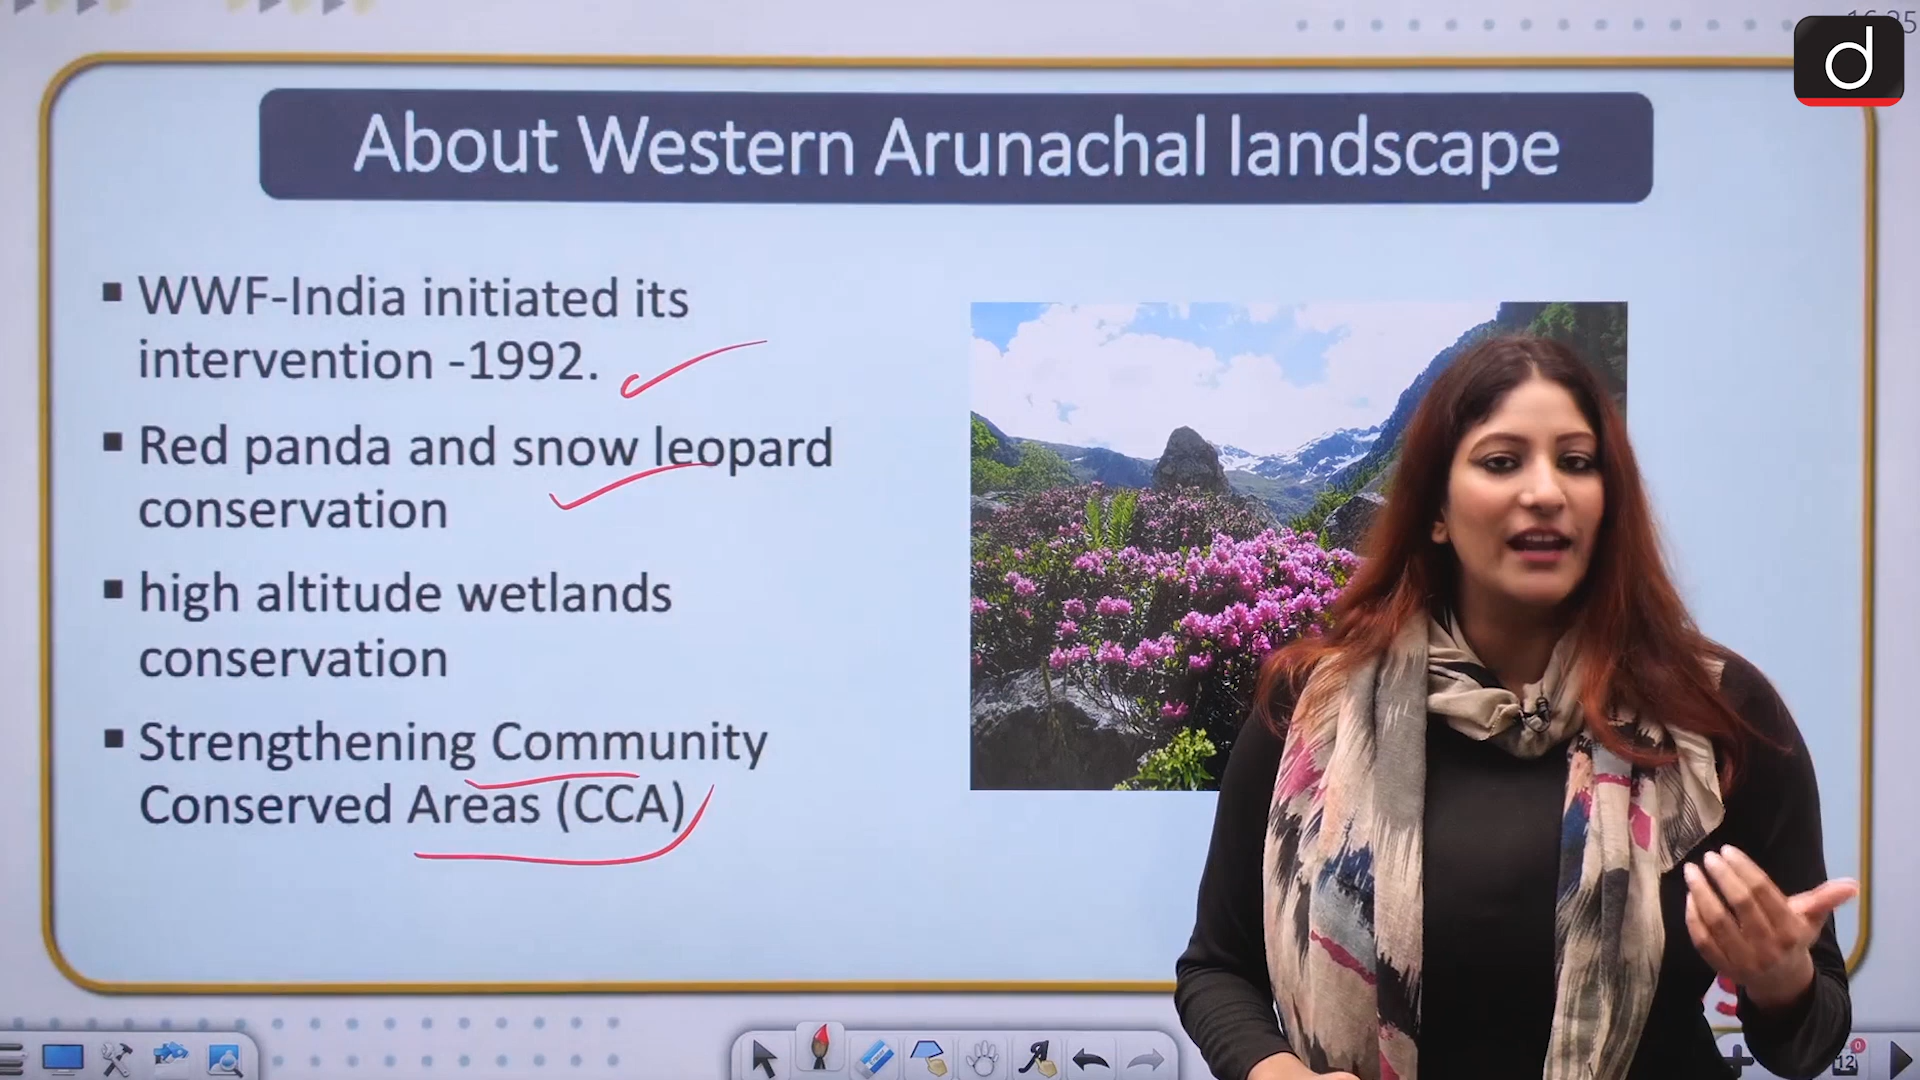 d
About Western Arunachal landscape
▪ WWF-India initiated its
intervention -1992.
▪ Red panda and snow leopard
conservation
▪ high altitude wetlands
conservation
▪ Strengthening Community
Conserved Areas (CCA)
12